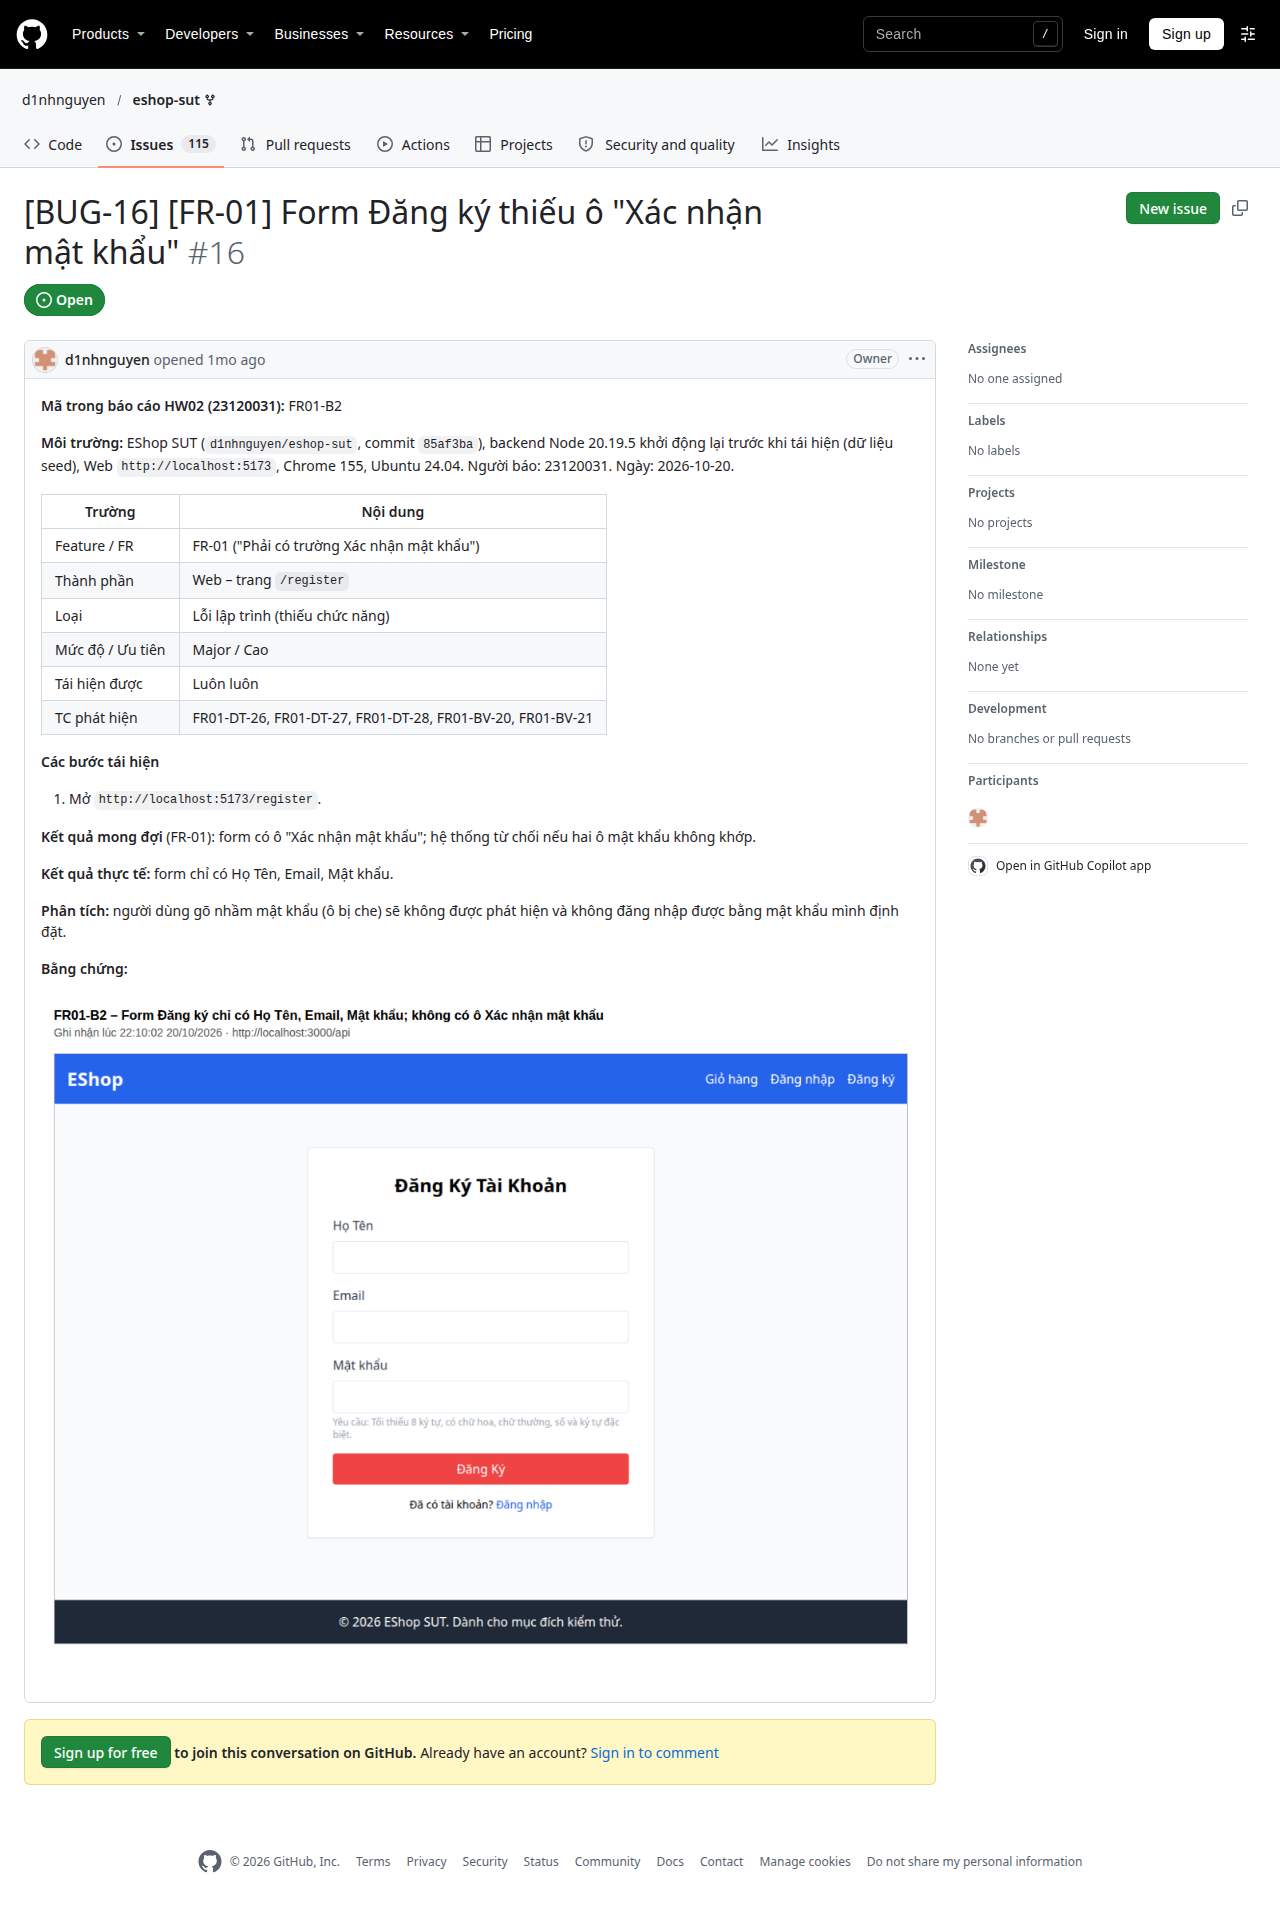 Products
Developers
Businesses
Resources
Pricing
Search
/
Sign in
Sign up
d1nhnguyen / eshop-sut
Code
Issues 115
Pull requests
Actions
Projects
Security and quality
Insights
[BUG-16] [FR-01] Form Đăng ký thiếu ô "Xác nhận
mật khẩu" #16
New issue
Open
d1nhnguyen opened 1mo ago
Owner
Mã trong báo cáo HW02 (23120031): FR01-B2
Môi trường: EShop SUT ( d1nhnguyen/eshop-sut , commit 85af3ba ), backend Node 20.19.5 khởi động lại trước khi tái hiện (dữ liệu
seed), Web http://localhost:5173 , Chrome 155, Ubuntu 24.04. Người báo: 23120031. Ngày: 2026-10-20.
Trường Nội dung
Feature / FR FR-01 ("Phải có trường Xác nhận mật khẩu")
Thành phần Web – trang /register
Loại Lỗi lập trình (thiếu chức năng)
Mức độ / Ưu tiên Major / Cao
Tái hiện được Luôn luôn
TC phát hiện FR01-DT-26, FR01-DT-27, FR01-DT-28, FR01-BV-20, FR01-BV-21
Các bước tái hiện
1. Mở http://localhost:5173/register .
Kết quả mong đợi (FR-01): form có ô "Xác nhận mật khẩu"; hệ thống từ chối nếu hai ô mật khẩu không khớp.
Kết quả thực tế: form chỉ có Họ Tên, Email, Mật khẩu.
Phân tích: người dùng gõ nhầm mật khẩu (ô bị che) sẽ không được phát hiện và không đăng nhập được bằng mật khẩu mình định
đặt.
Bằng chứng:
FR01-B2 – Form Đăng ký chỉ có Họ Tên, Email, Mật khẩu; không có ô Xác nhận mật khẩu
Ghi nhận lúc 22:10:02 20/10/2026 · http://localhost:3000/api
EShop
Giỏ hàng
Đăng nhập
Đăng ký
Đăng Ký Tài Khoản
Họ Tên
Email
Mật khẩu
Yêu cầu: Tối thiểu 8 ký tự, có chữ hoa, chữ thường, số và ký tự đặc
biệt.
Đăng Ký
Đã có tài khoản? Đăng nhập
© 2026 EShop SUT. Dành cho mục đích kiểm thử.
Assignees
No one assigned
Labels
No labels
Projects
No projects
Milestone
No milestone
Relationships
None yet
Development
No branches or pull requests
Participants
Open in GitHub Copilot app
Sign up for free to join this conversation on GitHub. Already have an account? Sign in to comment
© 2026 GitHub, Inc.
Terms
Privacy
Security
Status
Community
Docs
Contact
Manage cookies
Do not share my personal information